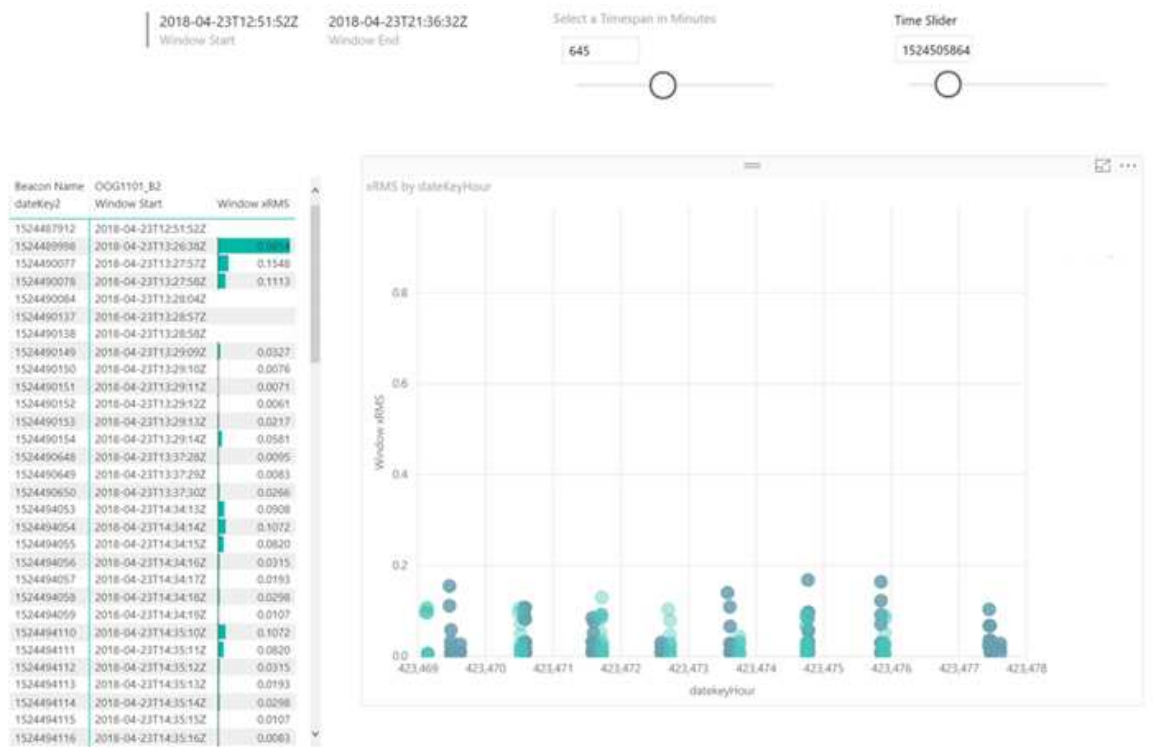 2018-04-23T12:51:52Z
Window Start
2018-04-23T21:36:32Z
Window End
Select a Timespan in Minutes
645
Time Slider
1524505864
Beacon Name OOG1101_B2
dateKey2 Window Start Window xRMS
1524487912 2018-04-23T12:51:52Z
1524489998 2018-04-23T13:26:38Z
1524490077 2018-04-23T13:27:57Z 0.1548
1524490078 2018-04-23T13:27:58Z 0.1113
1524490084 2018-04-23T13:28:04Z
1524490137 2018-04-23T13:28:57Z
1524490138 2018-04-23T13:28:58Z
1524490149 2018-04-23T13:29:09Z 0.0327
1524490150 2018-04-23T13:29:10Z 0.0076
1524490151 2018-04-23T13:29:11Z 0.0071
1524490152 2018-04-23T13:29:12Z 0.0061
1524490153 2018-04-23T13:29:13Z 0.0217
1524490154 2018-04-23T13:29:14Z 0.0581
1524490648 2018-04-23T13:37:28Z 0.0095
1524490649 2018-04-23T13:37:29Z 0.0083
1524490650 2018-04-23T13:37:30Z 0.0266
1524494053 2018-04-23T14:34:13Z 0.0908
1524494054 2018-04-23T14:34:14Z 0.1072
1524494055 2018-04-23T14:34:15Z 0.0820
1524494056 2018-04-23T14:34:16Z 0.0315
1524494057 2018-04-23T14:34:17Z 0.0193
1524494058 2018-04-23T14:34:18Z 0.0298
1524494059 2018-04-23T14:34:19Z 0.0107
1524494110 2018-04-23T14:35:10Z 0.1072
1524494111 2018-04-23T14:35:11Z 0.0820
1524494112 2018-04-23T14:35:12Z 0.0315
1524494113 2018-04-23T14:35:13Z 0.0193
1524494114 2018-04-23T14:35:14Z 0.0298
1524494115 2018-04-23T14:35:15Z 0.0107
1524494116 2018-04-23T14:35:16Z 0.0083
xRMS by dateKeyHour
Window xRMS
0.8
0.6
0.4
0.2
0.0
423,469 423,470 423,471 423,472 423,473 423,474 423,475 423,476 423,477 423,478
datekeyHour